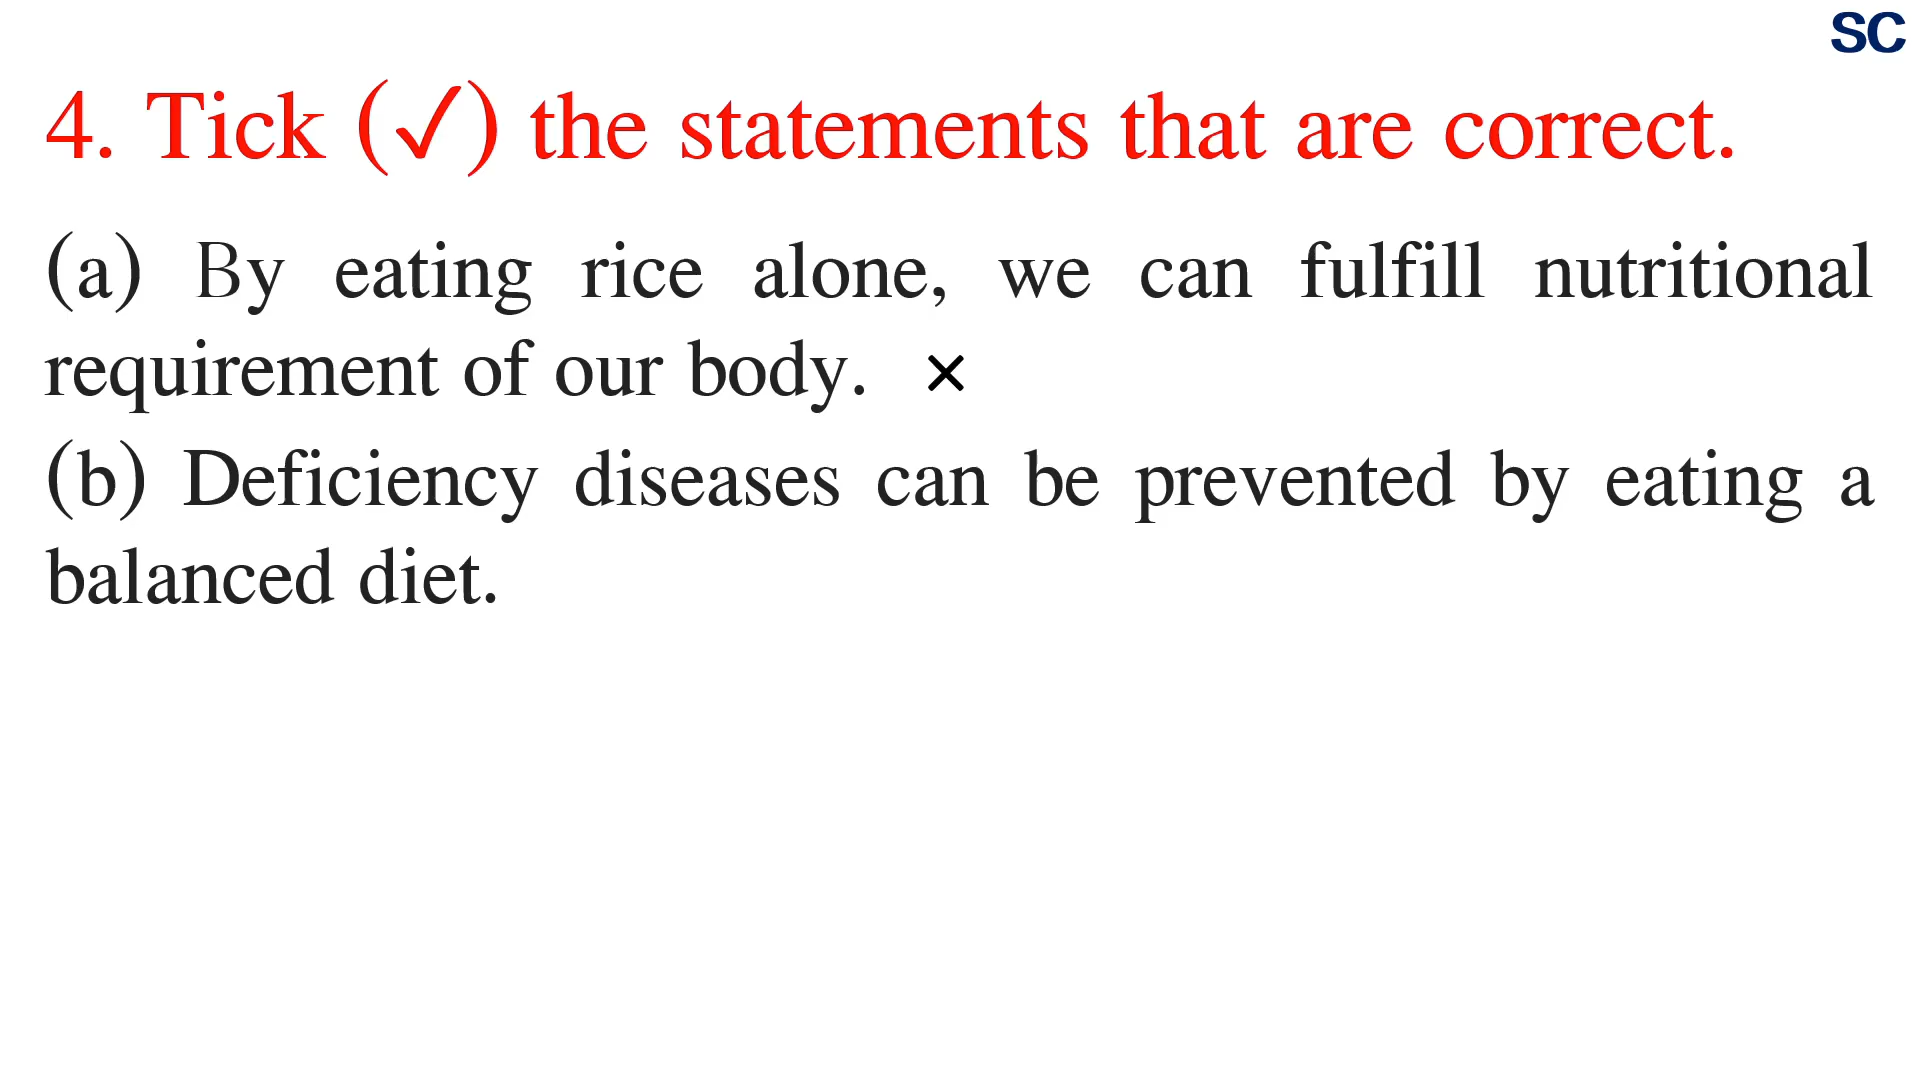 SC
4. Tick (✓) the statements that are correct.
(a) By eating rice alone, we can fulfill nutritional
requirement of our body. ×
(b) Deficiency diseases can be prevented by eating a
balanced diet.